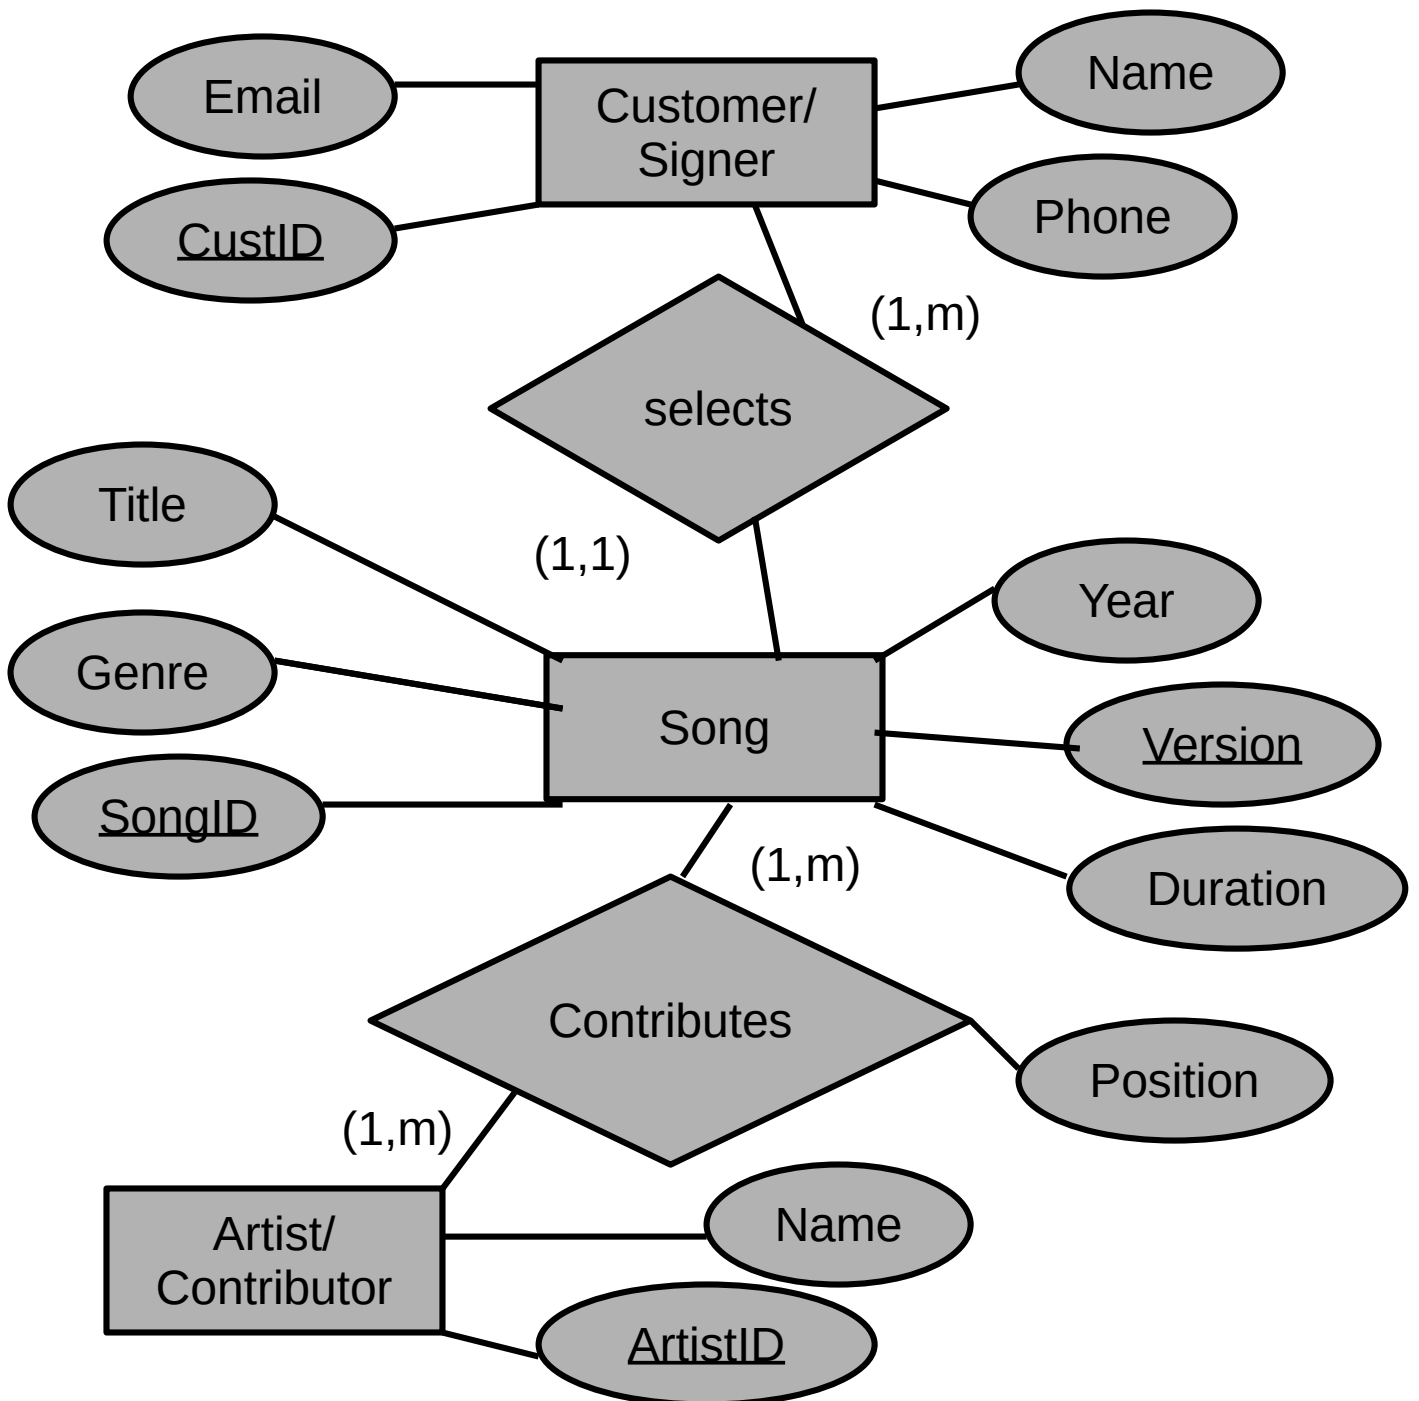 Email
Customer/
Signer
Name
CustID
Phone
(1,m)
selects
Title
(1,1)
Year
Genre
Song
Version
SongID
(1,m)
Duration
Contributes
Position
(1,m)
Artist/
Contributor
Name
ArtistID